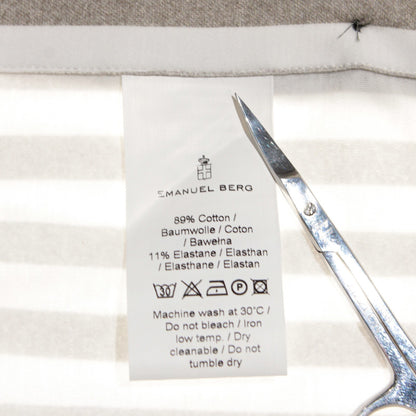 EMANUEL BERG
89% Cotton /
Baumwolle / Coton
/ Bawełna
11% Elastane / Elasthan
/ Elasthane / Elastan
30 P
Machine wash at 30°C /
Do not bleach / Iron
low temp. / Dry
cleanable / Do not
tumble dry